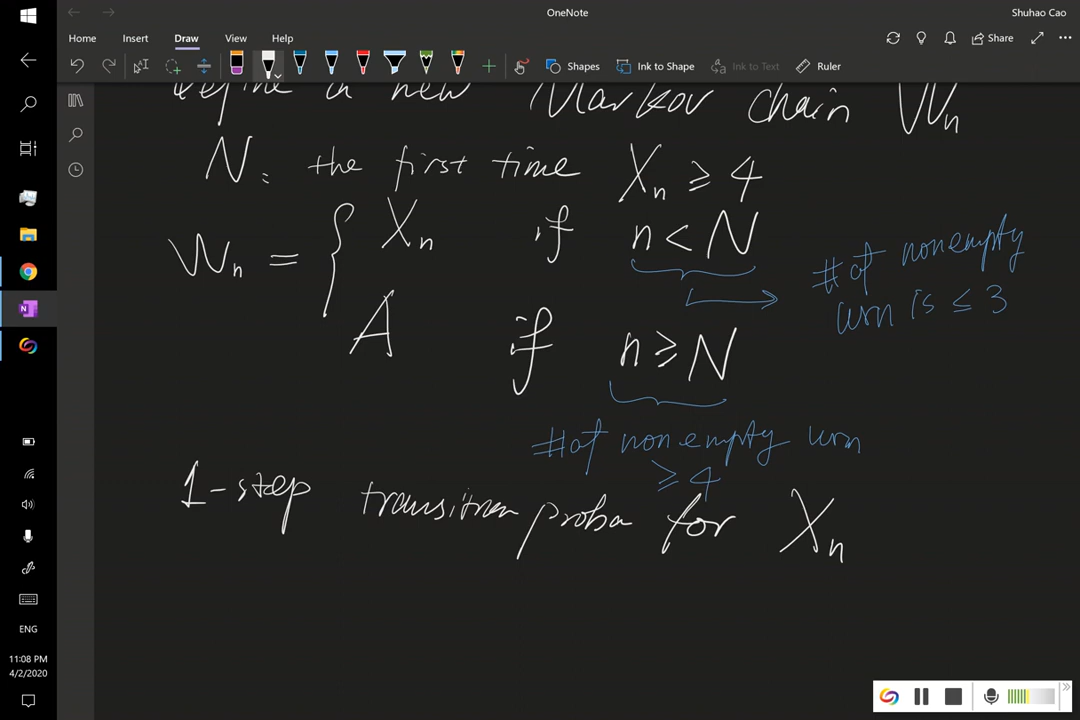 OneNote
Shuhao Cao
Home Insert Draw View Help
Share
Shapes Ink to Shape Ink to Text Ruler
define a new Markov chain Wn
N: the first time Xn ≥ 4
Wn = { Xn if n < N
# of nonempty
urn is ≤ 3
A if n ≥ N
# of nonempty urn
≥ 4
1-step transition proba for Xn
ENG
11:08 PM
4/2/2020